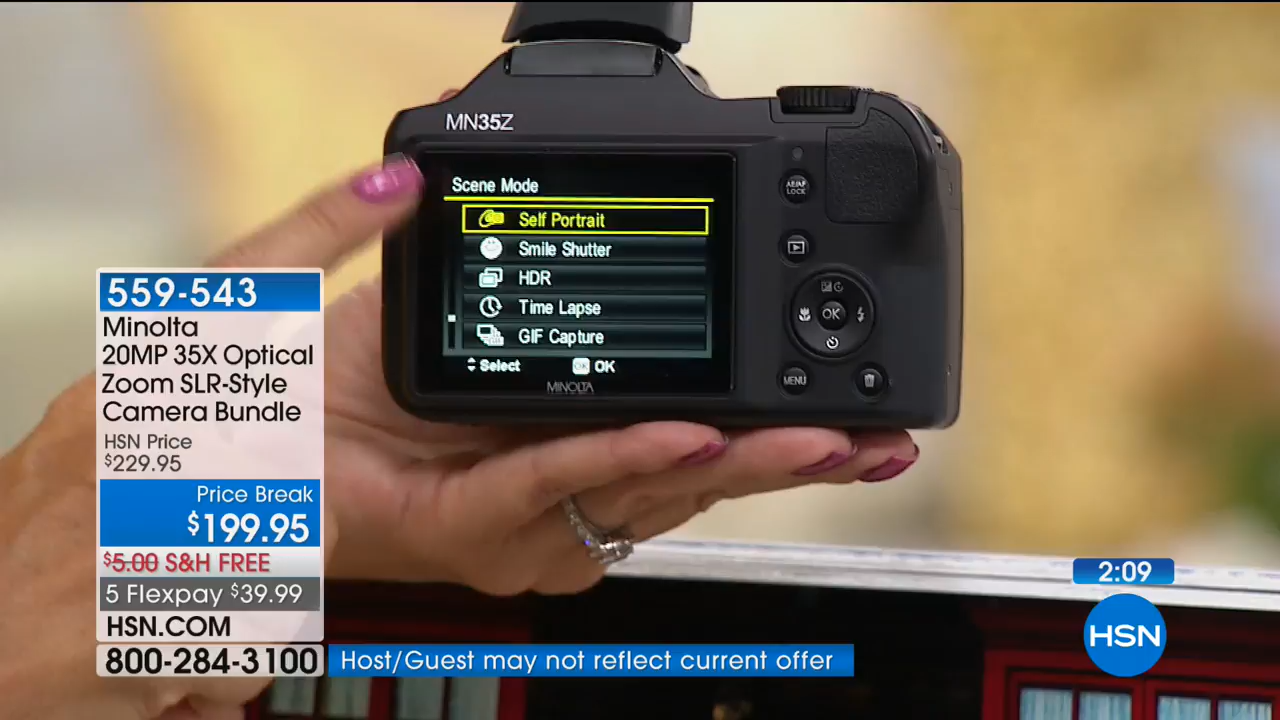 MN35Z
Scene Mode
Self Portrait
Smile Shutter
HDR
Time Lapse
GIF Capture
Select
OK OK
MINOLTA
AE/AF
LOCK
OK
MENU
559-543
Minolta
20MP 35X Optical
Zoom SLR-Style
Camera Bundle
HSN Price
$229.95
Price Break
$199.95
$5.00 S&H FREE
5 Flexpay $39.99
HSN.COM
800-284-3100
Host/Guest may not reflect current offer
2:09
HSN